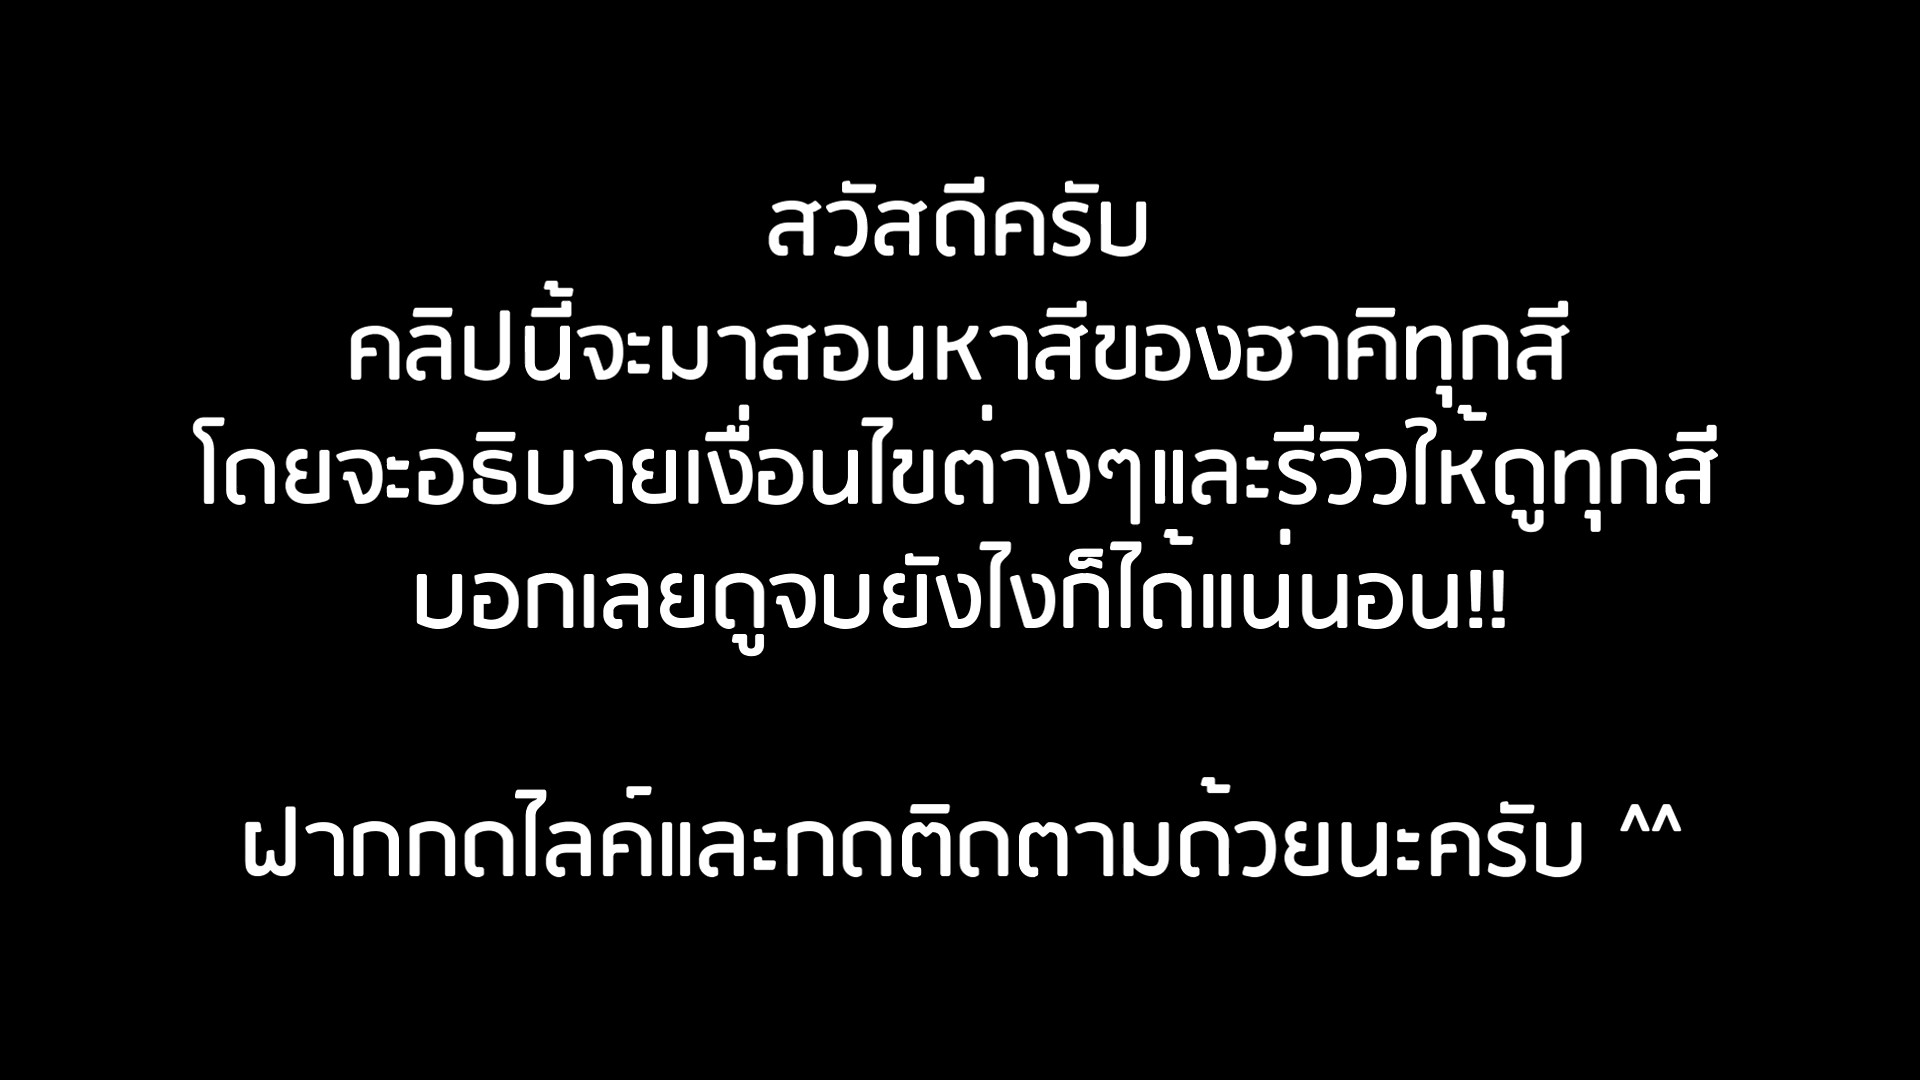 สวัสดีครับ
คลิปนี้จะมาสอนหาสีของฮาคิทุกสี
โดยจะอธิบายเงื่อนไขต่างๆและรีวิวให้ดูทุกสี
บอกเลยดูจบยังไงก็ได้แน่นอน!!
ฝากกดไลค์และกดติดตามด้วยนะครับ ^^